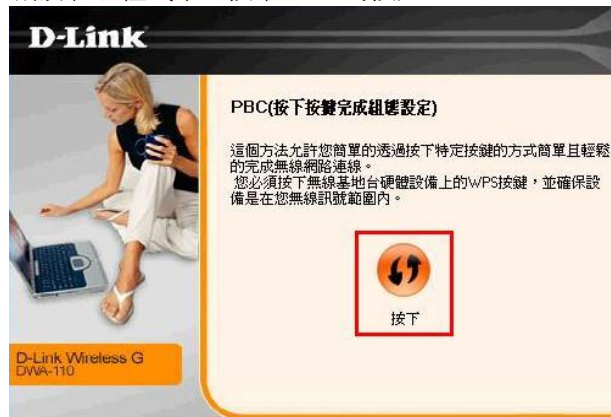 D-Link
PBC(按下按鍵完成組態設定)
這個方法允許您簡單的透過按下特定按鍵的方式簡單且輕鬆
的完成無線網路連線。
您必須按下無線基地台硬體設備上的WPS按鍵，並確保設
備是在您無線訊號範圍內。
按下
D-Link Wireless G
DWA-110